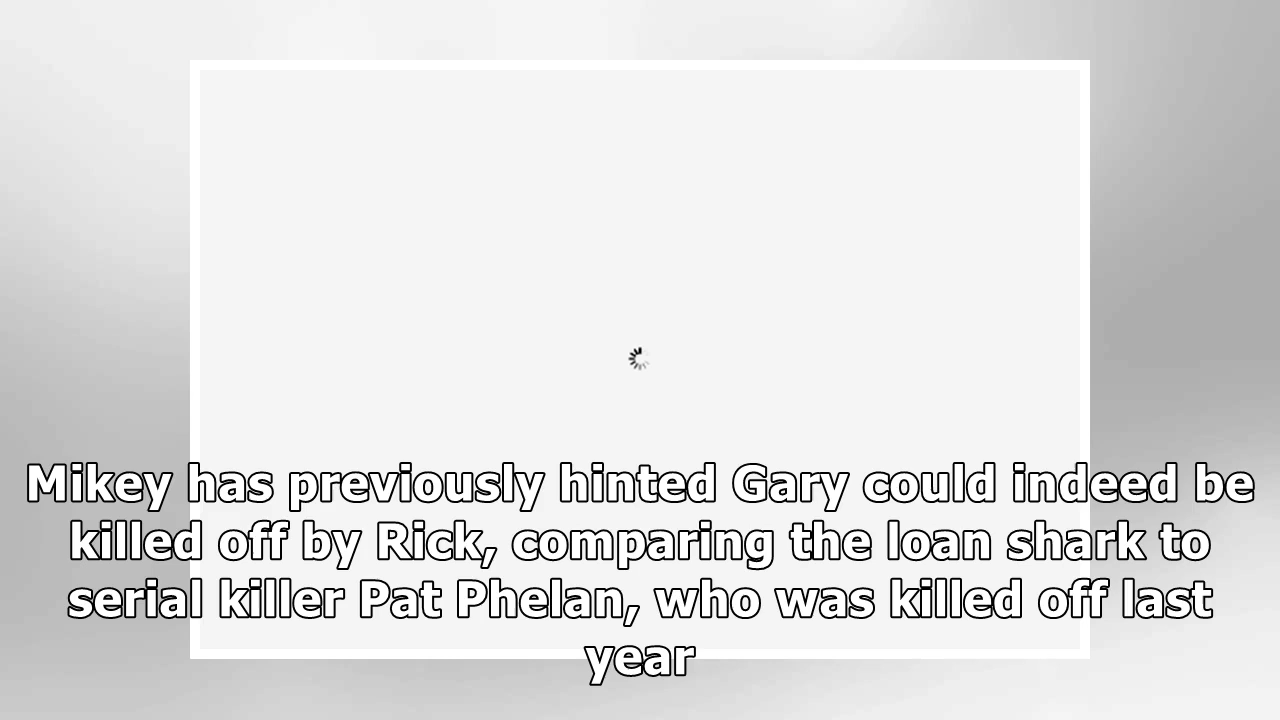 Mikey has previously hinted Gary could indeed be
killed off by Rick, comparing the loan shark to
serial killer Pat Phelan, who was killed off last
year